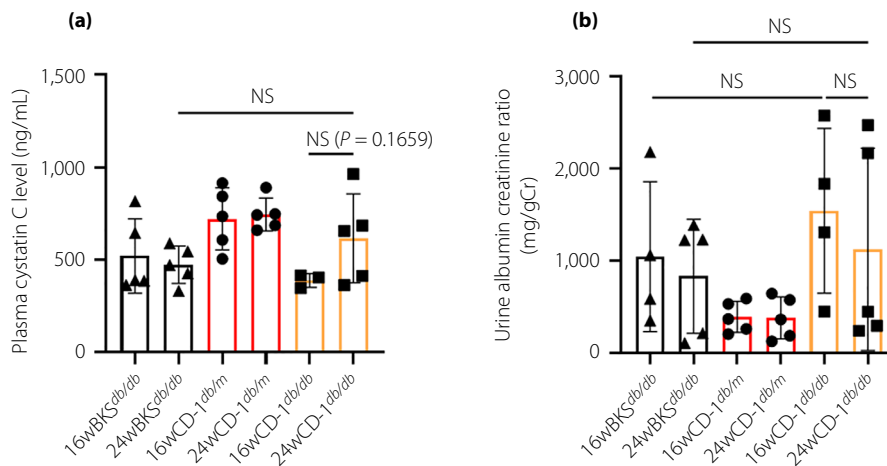 (a)
Plasma cystatin C level (ng/mL)
1,500
1,000
500
0
NS
NS (P = 0.1659)
16wBKSdb/db
24wBKSdb/db
16wCD-1db/m
24wCD-1db/m
16wCD-1db/db
24wCD-1db/db
(b)
Urine albumin creatinine ratio
(mg/gCr)
3,000
2,000
1,000
0
NS
NS
NS
16wBKSdb/db
24wBKSdb/db
16wCD-1db/m
24wCD-1db/m
16wCD-1db/db
24wCD-1db/db